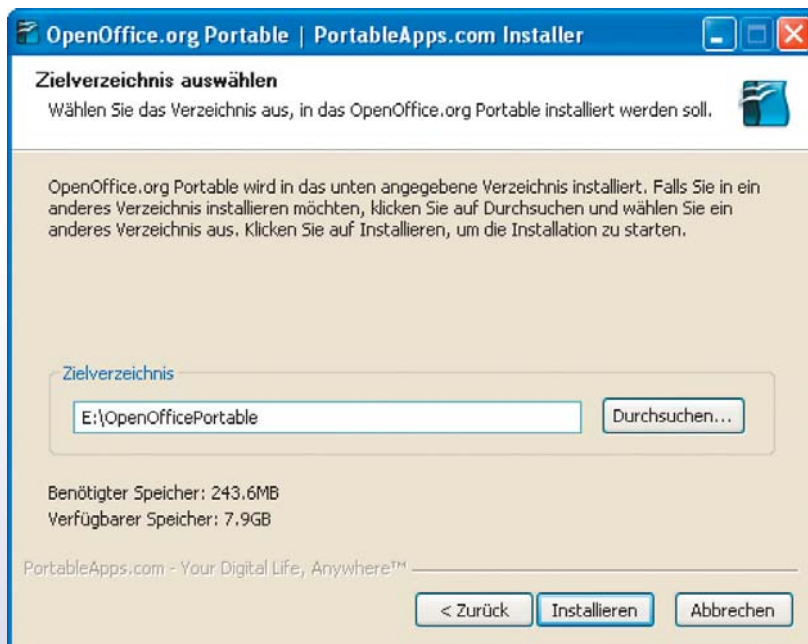 OpenOffice.org Portable | PortableApps.com Installer
Zielverzeichnis auswählen
Wählen Sie das Verzeichnis aus, in das OpenOffice.org Portable installiert werden soll.
OpenOffice.org Portable wird in das unten angegebene Verzeichnis installiert. Falls Sie in ein
anderes Verzeichnis installieren möchten, klicken Sie auf Durchsuchen und wählen Sie ein
anderes Verzeichnis aus. Klicken Sie auf Installieren, um die Installation zu starten.
Zielverzeichnis
E:\OpenOfficePortable
Durchsuchen...
Benötigter Speicher: 243.6MB
Verfügbarer Speicher: 7.9GB
PortableApps.com - Your Digital Life, Anywhere™
< Zurück
Installieren
Abbrechen